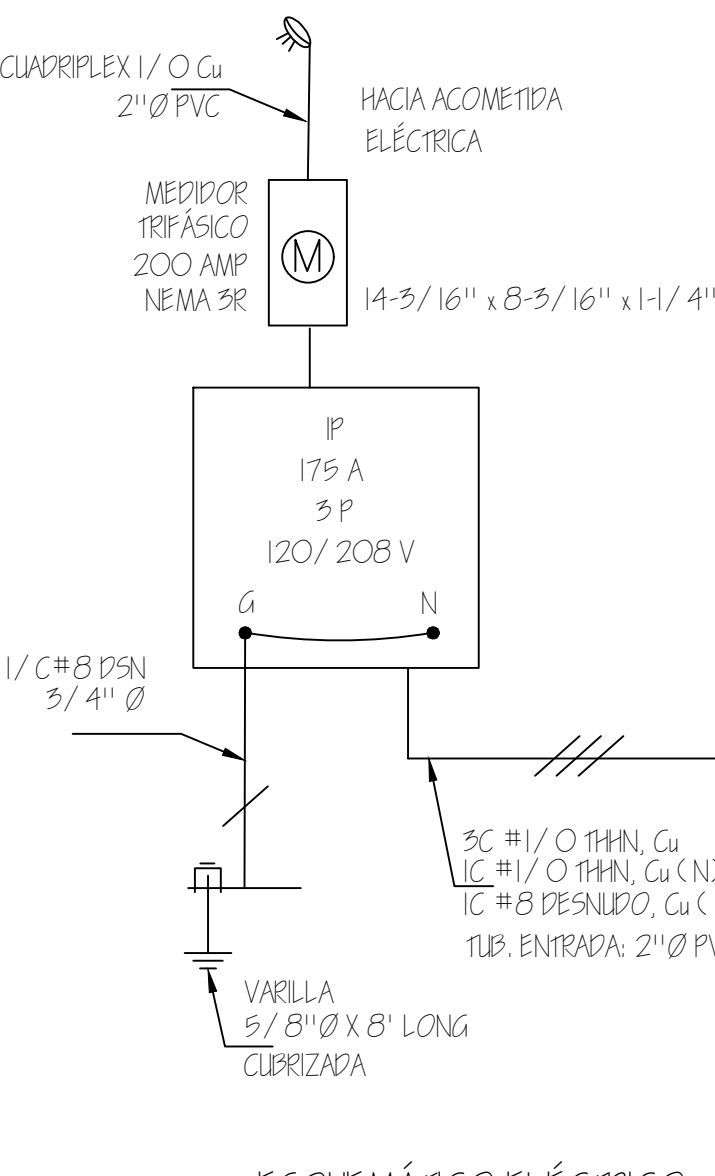 CUADRIPLEX 1/0 Cu
2"Ø PVC
HACIA ACOMETIDA
ELÉCTRICA
MEDIDOR
TRIFÁSICO
200 AMP
NEMA 3R
M
14-3/16" x 8-3/16" x 1-1/4"
IP
175 A
3 P
120/208 V
G
N
1/C#8 DSN
3/4" Ø
3C #1/0 THHN, Cu
1C #1/0 THHN, Cu (N)
1C #8 DESNUDO, Cu (
TUB. ENTRADA: 2"Ø
VARILLA
5/8"Ø X 8' LONG
CUBRIZADA